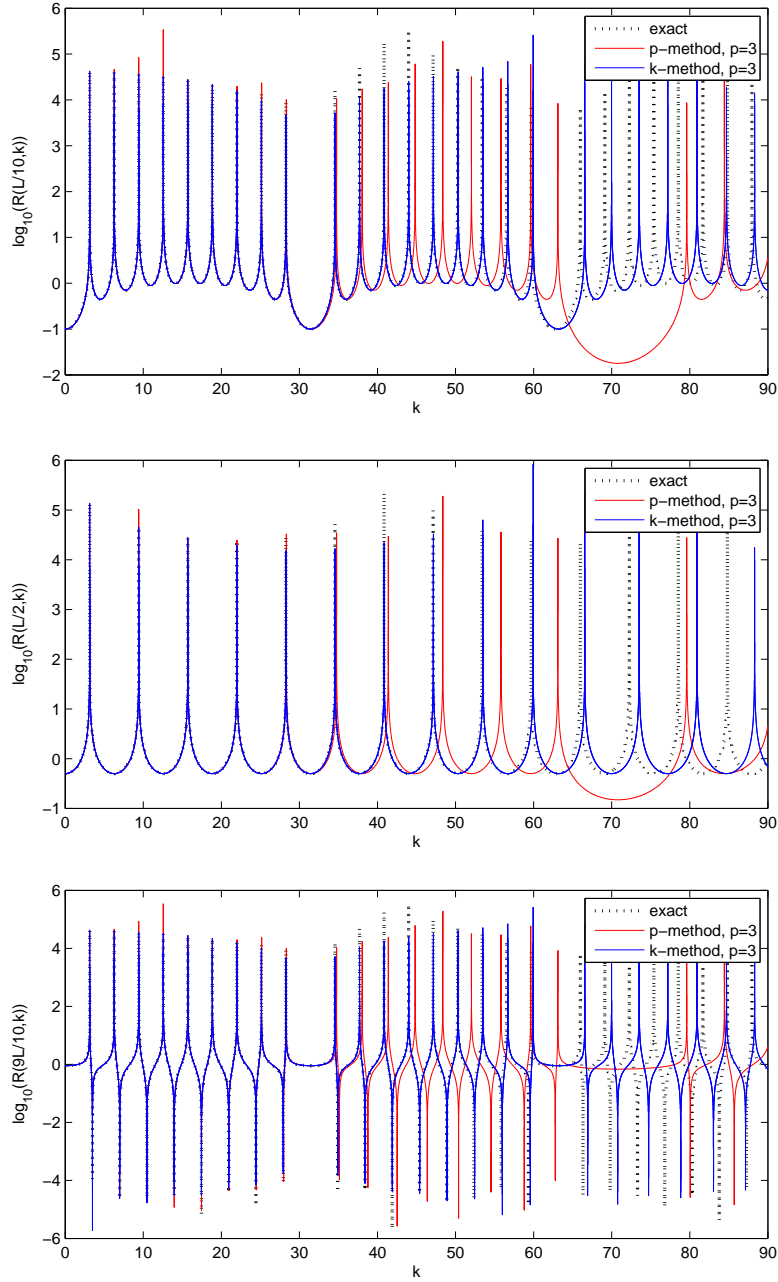 6
5
4
3
2
1
0
−1
−2
0 10 20 30 40 50 60 70 80 90
k
log10(R(L/10,k))
exact
p−method, p=3
k−method, p=3
6
5
4
3
2
1
0
−1
0 10 20 30 40 50 60 70 80 90
k
log10(R(L/2,k))
exact
p−method, p=3
k−method, p=3
6
4
2
0
−2
−4
−6
0 10 20 30 40 50 60 70 80 90
k
log10(R(9L/10,k))
exact
p−method, p=3
k−method, p=3